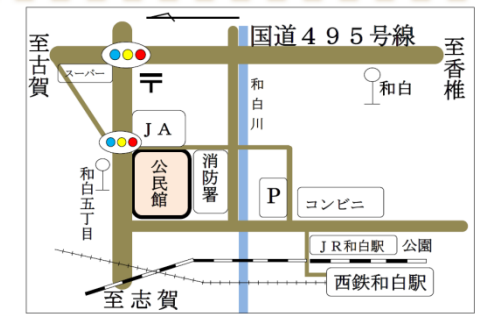 国道４９５号線
至古賀
至香椎
スーパー
〒
和白
和白川
ＪＡ
公民館
消防署
和白五丁目
P
コンビニ
ＪＲ和白駅
公園
西鉄和白駅
至志賀